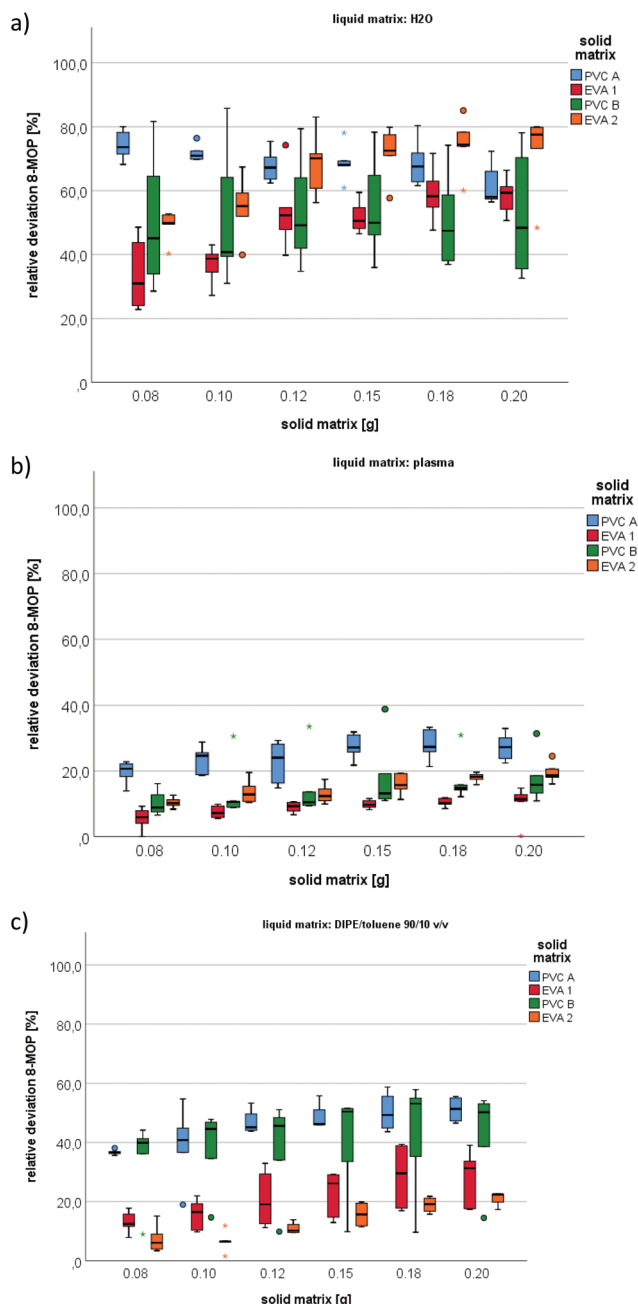 a)
liquid matrix: H2O
solid
matrix
PVC A
EVA 1
PVC B
EVA 2
relative deviation 8-MOP [%]
100,0
80,0
60,0
40,0
20,0
,0
0.08 0.10 0.12 0.15 0.18 0.20
solid matrix [g]
b)
liquid matrix: plasma
solid
matrix
PVC A
EVA 1
PVC B
EVA 2
relative deviation 8-MOP [%]
100,0
80,0
60,0
40,0
20,0
,0
0.08 0.10 0.12 0.15 0.18 0.20
solid matrix [g]
c)
liquid matrix: DIPE/toluene 90/10 v/v
solid
matrix
PVC A
EVA 1
PVC B
EVA 2
relative deviation 8-MOP [%]
100,0
80,0
60,0
40,0
20,0
,0
0.08 0.10 0.12 0.15 0.18 0.20
solid matrix [g]